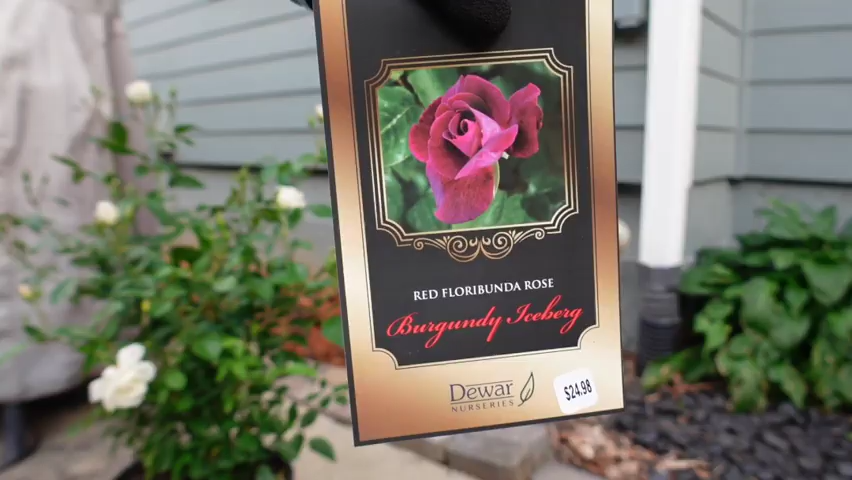 RED FLORIBUNDA ROSE
Burgundy Iceberg
Dewar
NURSERIES
$24.98